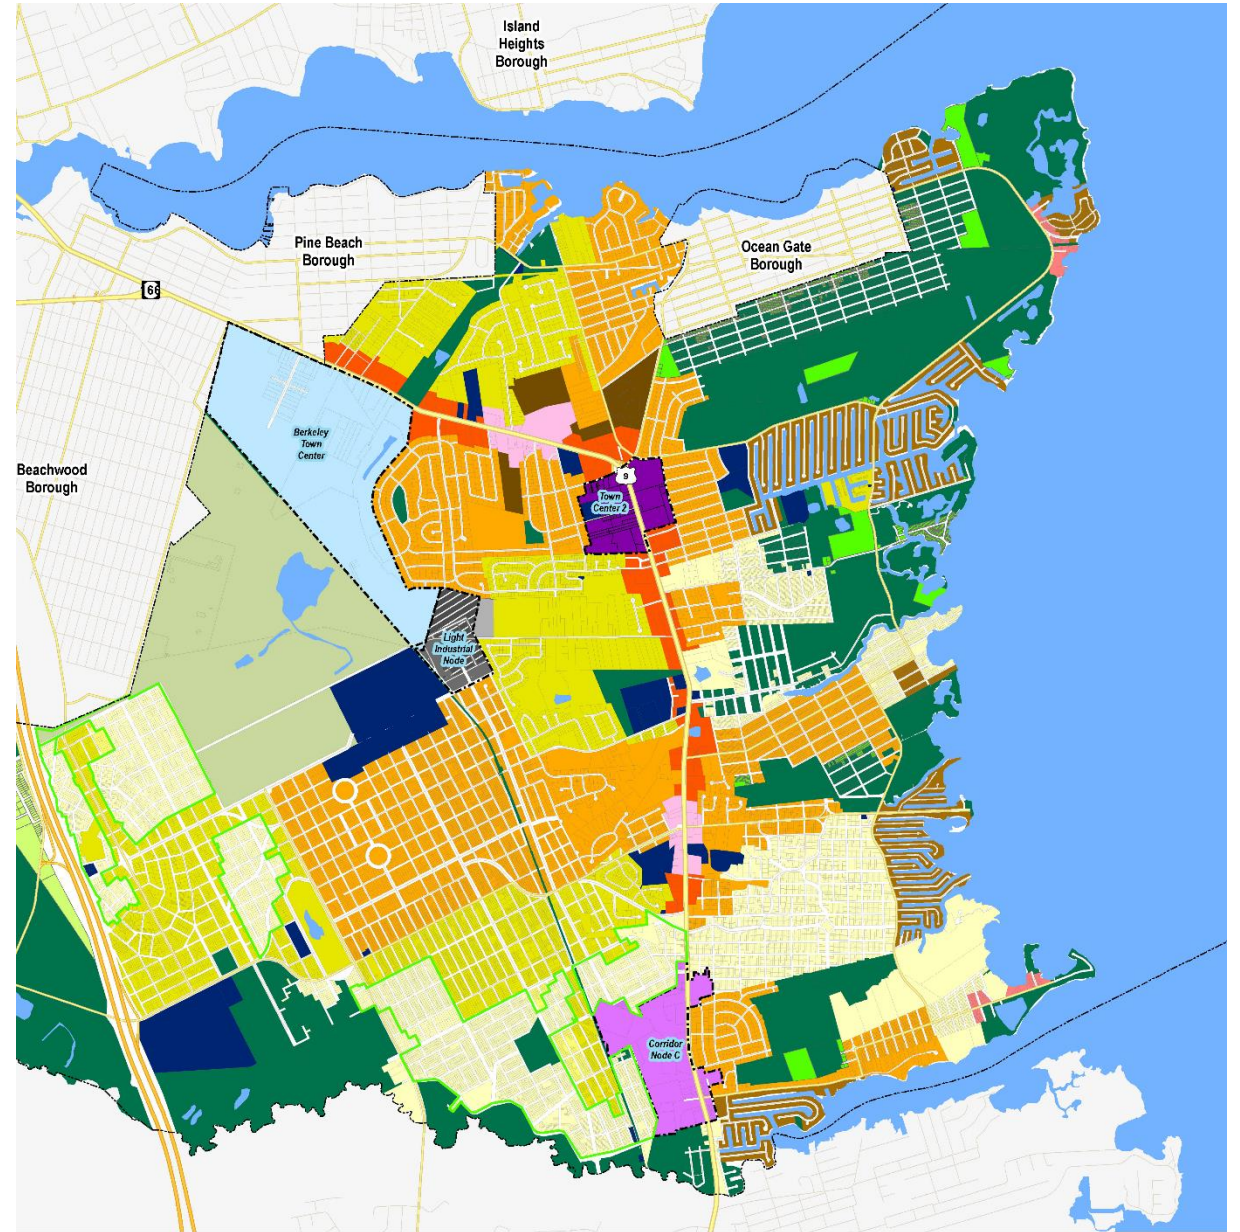 Island
Heights
Borough
Pine Beach
Borough
Ocean Gate
Borough
166
Berkeley
Town
Center
Beachwood
Borough
9
Town
Center 2
Light
Industrial
Node
Corridor
Node C